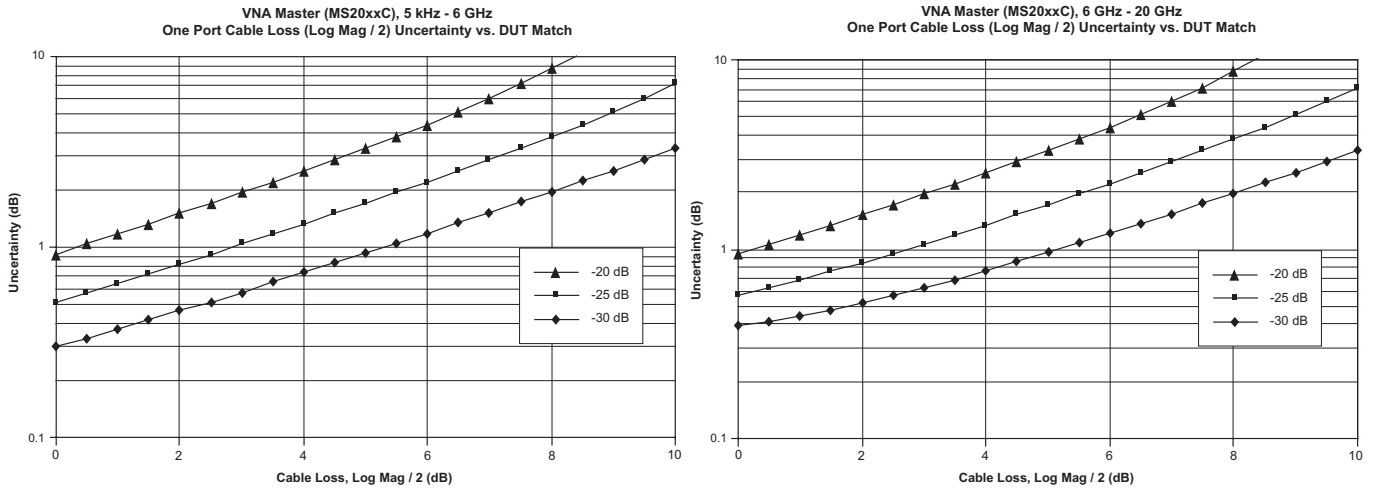 VNA Master (MS20xxC), 5 kHz - 6 GHz
One Port Cable Loss (Log Mag / 2) Uncertainty vs. DUT Match
10
1
0.1
Uncertainty (dB)
0
2
4
6
8
10
Cable Loss, Log Mag / 2 (dB)
-20 dB
-25 dB
-30 dB
VNA Master (MS20xxC), 6 GHz - 20 GHz
One Port Cable Loss (Log Mag / 2) Uncertainty vs. DUT Match
10
1
0.1
Uncertainty (dB)
0
2
4
6
8
10
Cable Loss, Log Mag / 2 (dB)
-20 dB
-25 dB
-30 dB